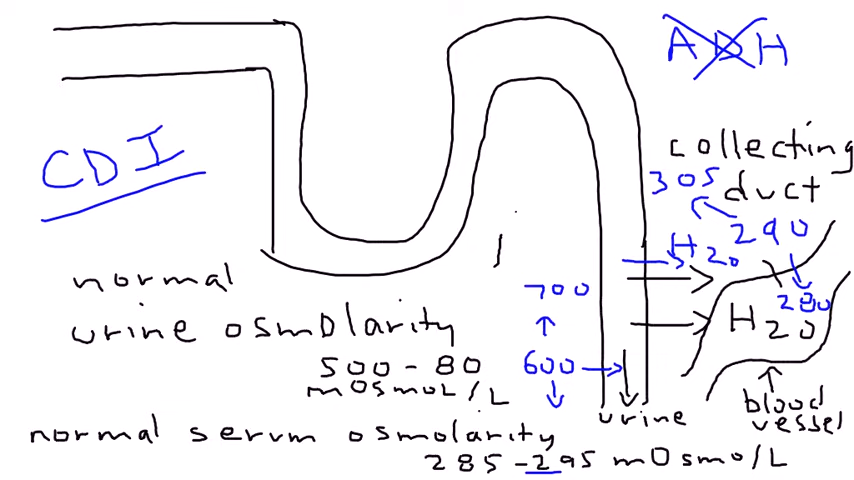 ADH
CDI
collecting
duct
305
290
H2O
280
H2O
normal
urine osmolarity
500-80
mOsmoL/L
700
600
urine
blood
vessel
normal serum osmolarity
285-295 mOsmo/L